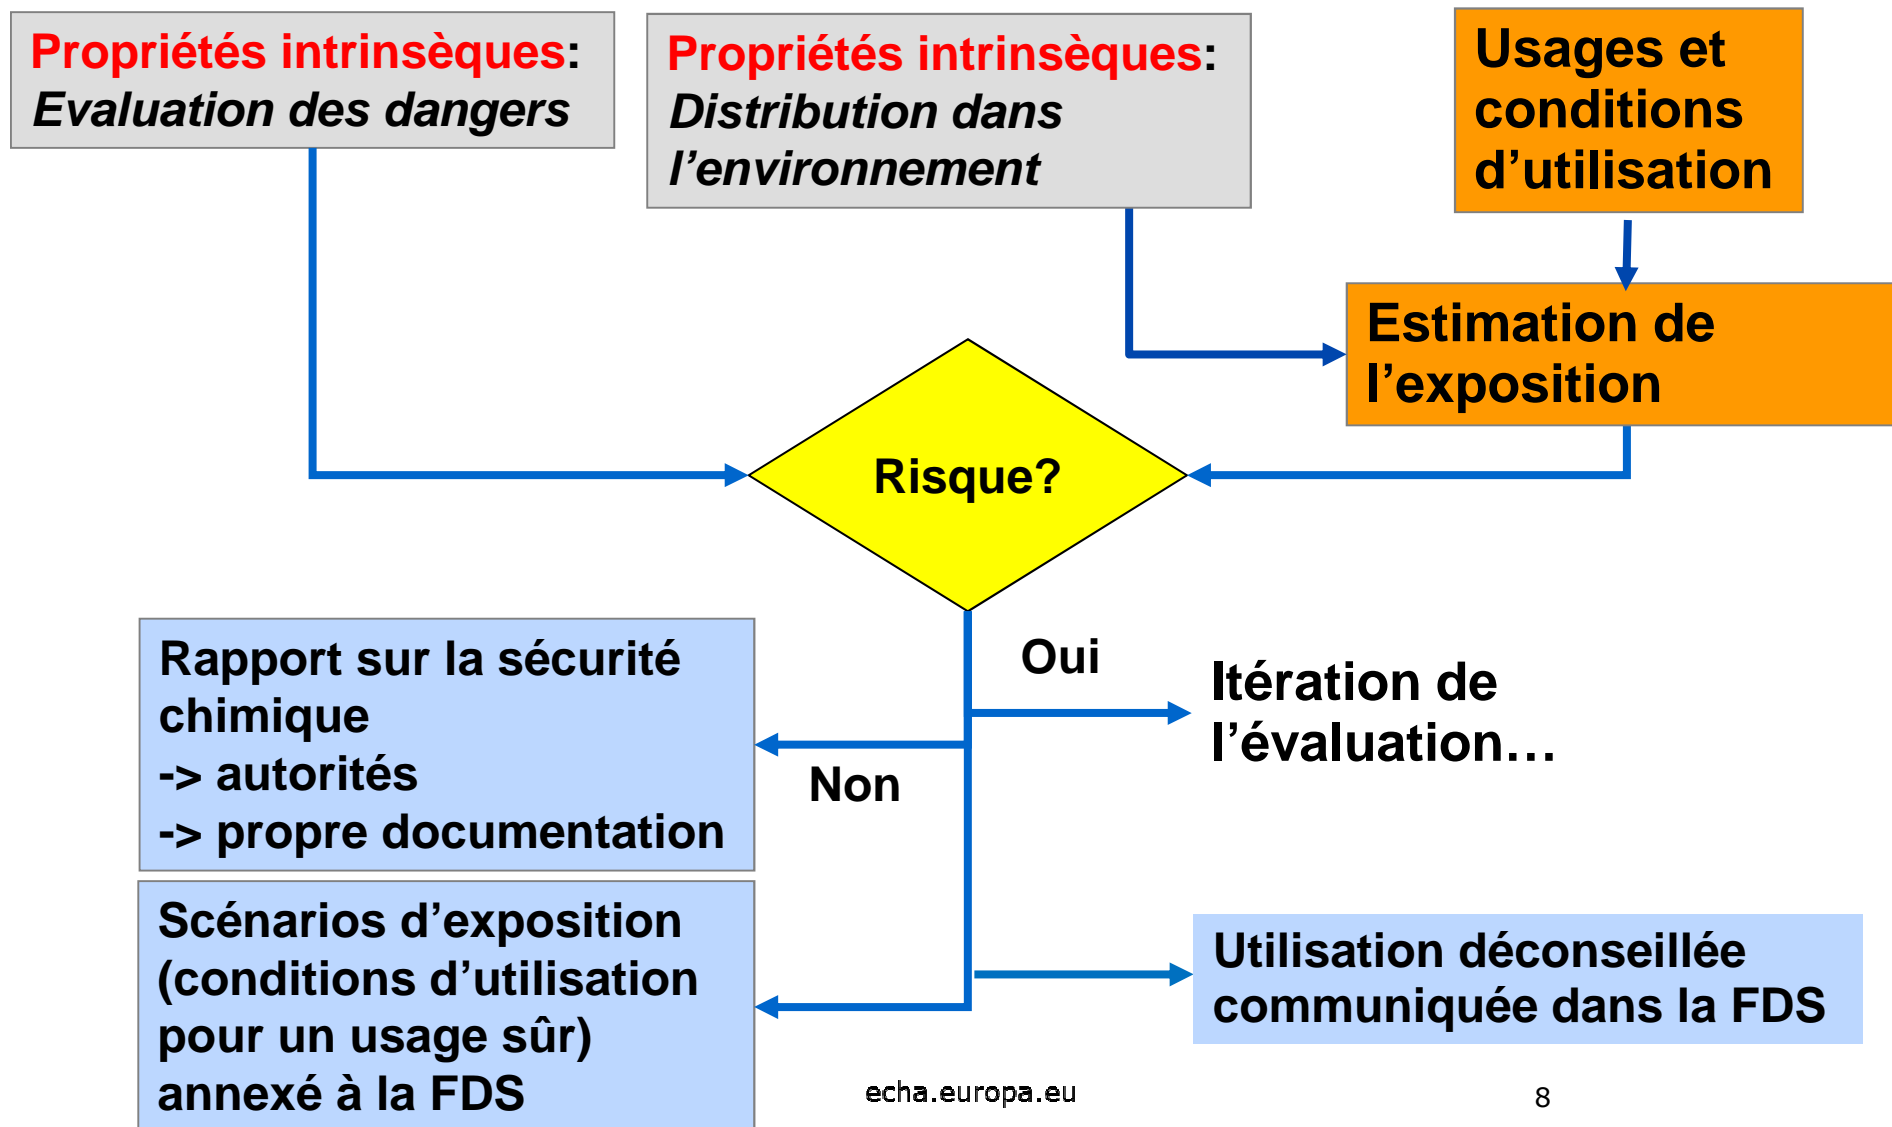 Propriétés intrinsèques:
Evaluation des dangers
Propriétés intrinsèques:
Distribution dans
l’environnement
Usages et
conditions
d’utilisation
Estimation de
l’exposition
Risque?
Oui
Itération de
l’évaluation…
Non
Rapport sur la sécurité
chimique
-> autorités
-> propre documentation
Scénarios d’exposition
(conditions d’utilisation
pour un usage sûr)
annexé à la FDS
Utilisation déconseillée
communiquée dans la FDS
echa.europa.eu
8